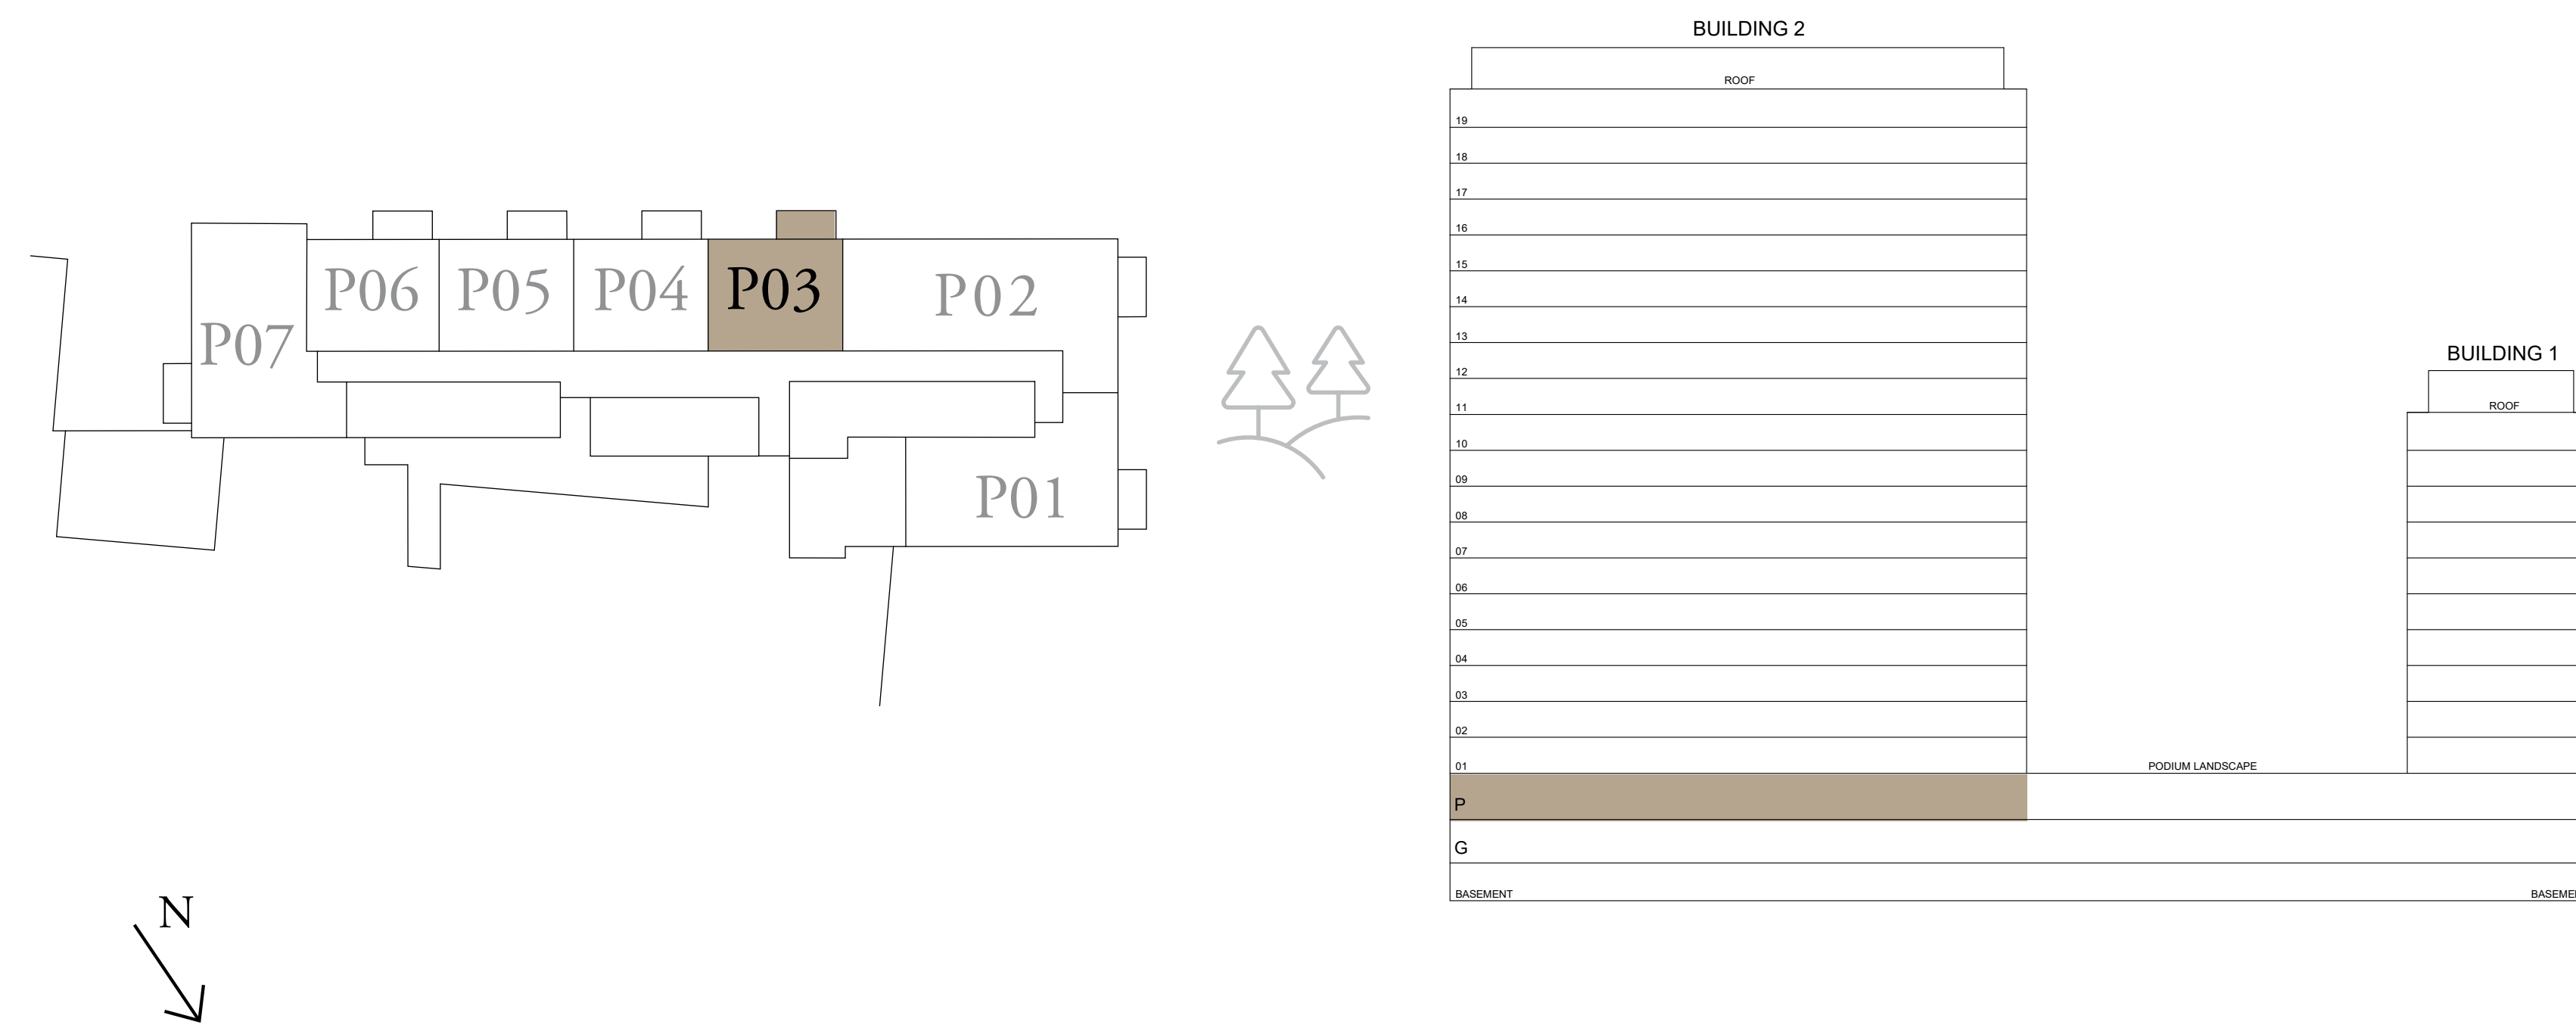 BUILDING 2
ROOF
19
18
17
16
15
14
13
12
11
10
09
08
07
06
05
04
03
02
01
P
G
BASEMENT
PODIUM LANDSCAPE
BUILDING 1
ROOF
BASEME
P07
P06
P05
P04
P03
P02
P01
N